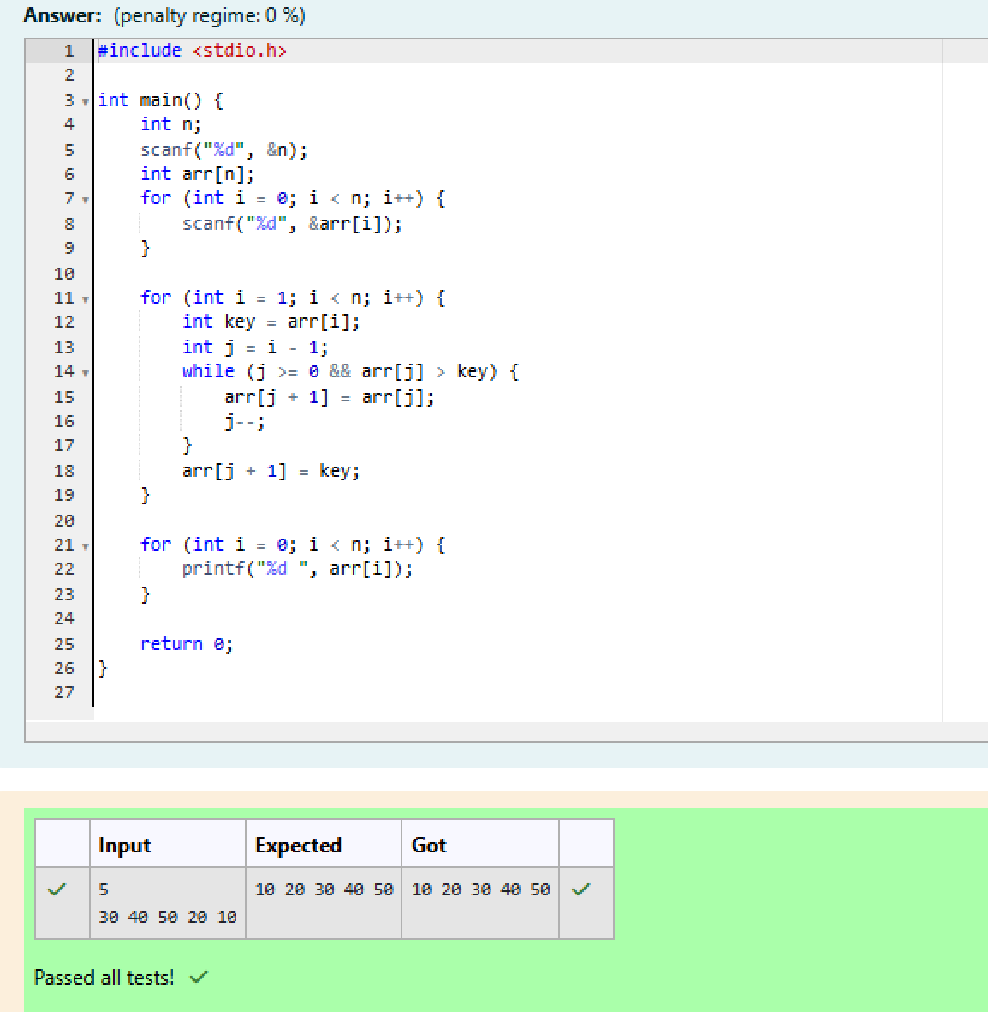 Answer: (penalty regime: 0 %)
1 #include <stdio.h>
2
3 int main() {
4     int n;
5     scanf("%d", &n);
6     int arr[n];
7     for (int i = 0; i < n; i++) {
8         scanf("%d", &arr[i]);
9     }
10
11     for (int i = 1; i < n; i++) {
12         int key = arr[i];
13         int j = i - 1;
14         while (j >= 0 && arr[j] > key) {
15             arr[j + 1] = arr[j];
16             j--;
17         }
18         arr[j + 1] = key;
19     }
20
21     for (int i = 0; i < n; i++) {
22         printf("%d ", arr[i]);
23     }
24
25     return 0;
26 }
27
Input Expected Got
5 10 20 30 40 50 10 20 30 40 50
30 40 50 20 10
Passed all tests!